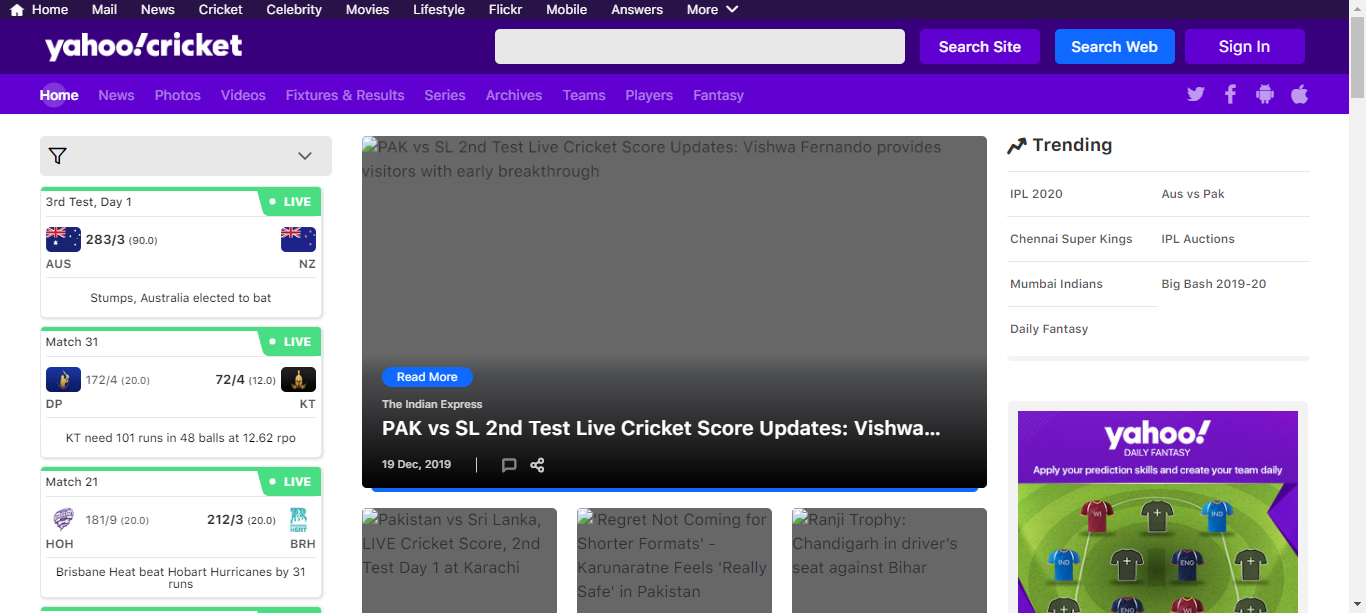 Home Mail News Cricket Celebrity Movies Lifestyle Flickr Mobile Answers More
yahoo!cricket
Search Site Search Web Sign In
Home News Photos Videos Fixtures & Results Series Archives Teams Players Fantasy
3rd Test, Day 1 LIVE
283/3 (90.0)
AUS NZ
Stumps, Australia elected to bat
Match 31 LIVE
172/4 (20.0) 72/4 (12.0)
DP KT
KT need 101 runs in 48 balls at 12.62 rpo
Match 21 LIVE
181/9 (20.0) 212/3 (20.0)
HOH BRH
Brisbane Heat beat Hobart Hurricanes by 31
runs
PAK vs SL 2nd Test Live Cricket Score Updates: Vishwa Fernando provides
visitors with early breakthrough
Read More
The Indian Express
PAK vs SL 2nd Test Live Cricket Score Updates: Vishwa...
19 Dec, 2019
Pakistan vs Sri Lanka,
LIVE Cricket Score, 2nd
Test Day 1 at Karachi
'Regret Not Coming for
Shorter Formats' -
Karunaratne Feels 'Really
Safe' in Pakistan
Ranji Trophy:
Chandigarh in driver's
seat against Bihar
Trending
IPL 2020 Aus vs Pak
Chennai Super Kings IPL Auctions
Mumbai Indians Big Bash 2019-20
Daily Fantasy
yahoo!
DAILY FANTASY
Apply your prediction skills and create your team daily
WI IND
IND ENG
ENG WI